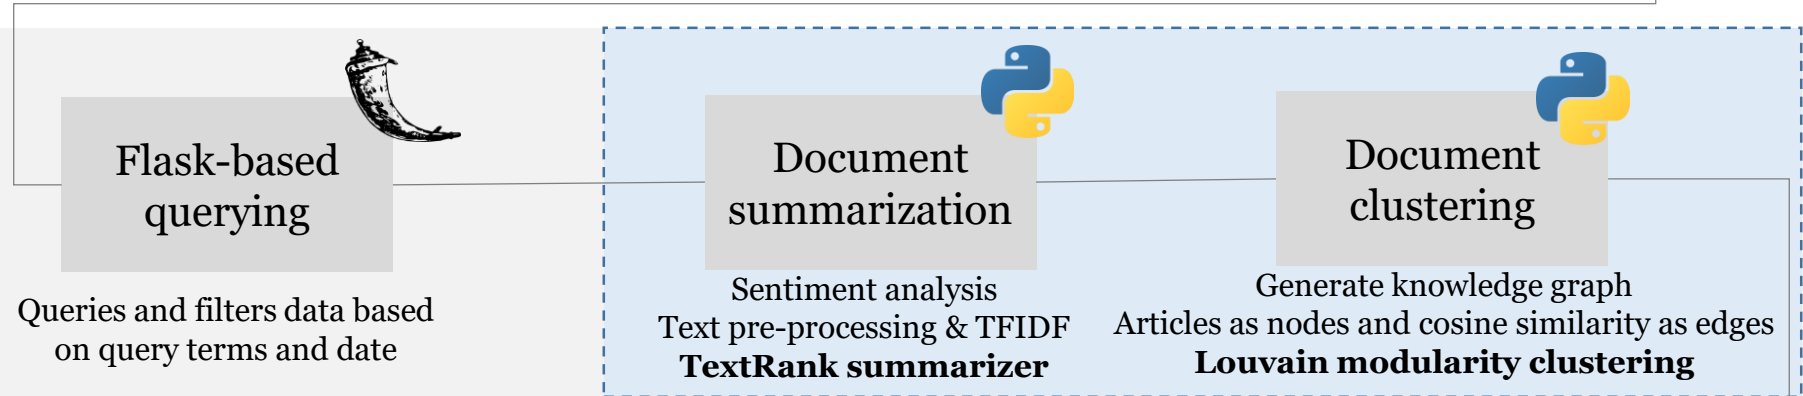 Flask-based
querying
Queries and filters data based
on query terms and date
Document
summarization
Sentiment analysis
Text pre-processing & TFIDF
TextRank summarizer
Document
clustering
Generate knowledge graph
Articles as nodes and cosine similarity as edges
Louvain modularity clustering